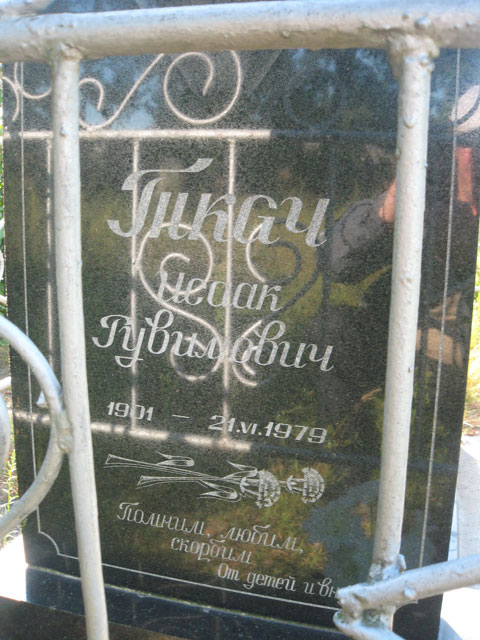 Ткач
Исаак
Рувимович
1901 – 21.VI.1979
Помним, любим,
скорбим
От детей и вн